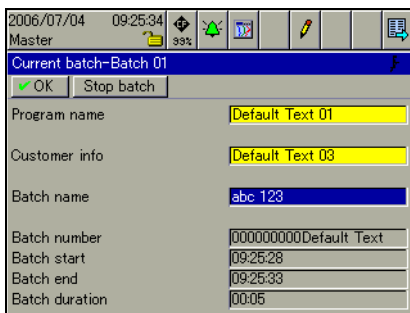 2006/07/04 09:25:34
Master 99%
Current batch-Batch 01
OK Stop batch
Program name Default Text 01
Customer info Default Text 03
Batch name abc 123
Batch number 000000000Default Text
Batch start 09:25:28
Batch end 09:25:33
Batch duration 00:05